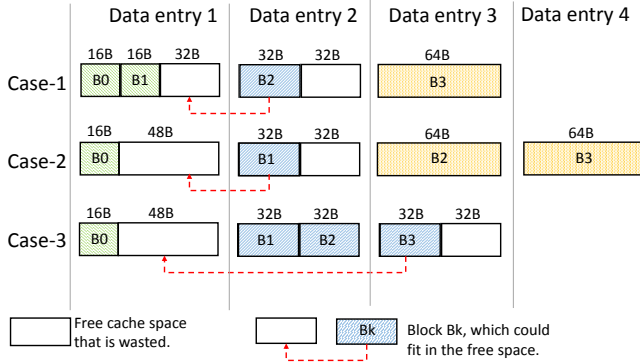 Data entry 1 Data entry 2 Data entry 3 Data entry 4
16B 16B 32B 32B 32B 64B
Case-1 B0 B1 B2 B3
16B 48B 32B 32B 64B 64B
Case-2 B0 B1 B2 B3
16B 48B 32B 32B 32B 32B
Case-3 B0 B1 B2 B3
Free cache space
that is wasted.
Bk
Block Bk, which could
fit in the free space.